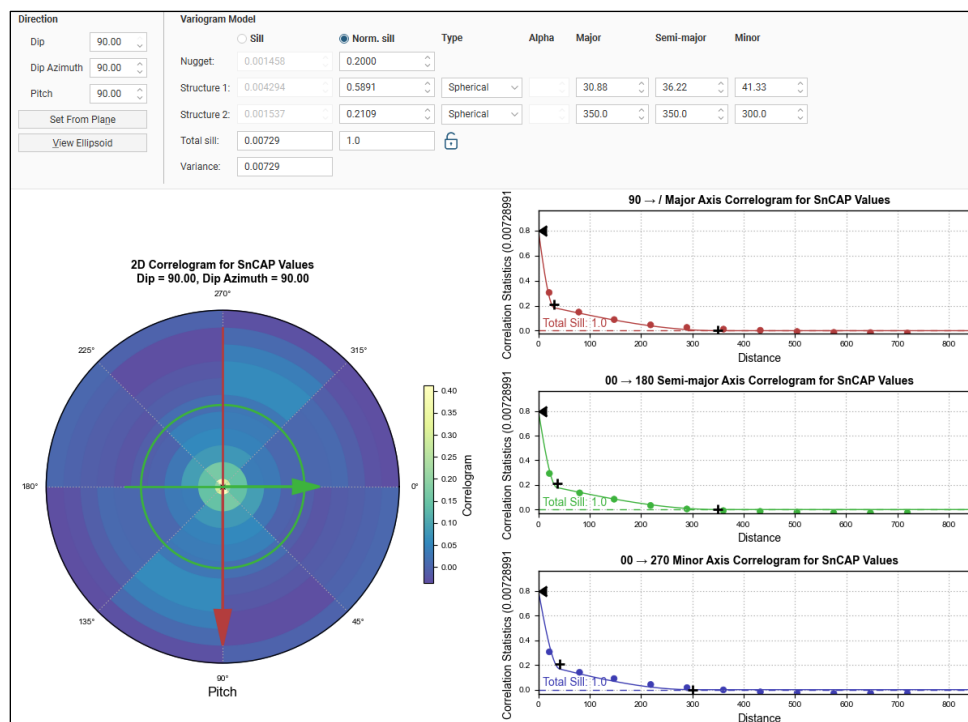 Direction
Variogram Model
Dip 90.00
Dip Azimuth 90.00
Pitch 90.00
Set From Plane
View Ellipsoid
Sill Norm. sill Type Alpha Major Semi-major Minor
Nugget: 0.001458 0.2000
Structure 1: 0.004294 0.5891 Spherical 30.88 36.22 41.33
Structure 2: 0.001537 0.2109 Spherical 350.0 350.0 300.0
Total sill: 0.00729 1.0
Variance: 0.00729
2D Correlogram for SnCAP Values
Dip = 90.00, Dip Azimuth = 90.00
270°
225° 315°
180° 0°
135° 45°
90°
Pitch
0.40
0.35
0.30
0.25
0.20
0.15
0.10
0.05
0.00
Correlogram
90 → / Major Axis Correlogram for SnCAP Values
Correlation Statistics (0.00728991
0.8
0.6
0.4
0.2
0.0
Total Sill: 1.0
0 100 200 300 400 500 600 700 800
Distance
00 → 180 Semi-major Axis Correlogram for SnCAP Values
Correlation Statistics (0.00728991
0.8
0.6
0.4
0.2
0.0
Total Sill: 1.0
0 100 200 300 400 500 600 700 800
Distance
00 → 270 Minor Axis Correlogram for SnCAP Values
Correlation Statistics (0.00728991
0.8
0.6
0.4
0.2
0.0
Total Sill: 1.0
0 100 200 300 400 500 600 700 800
Distance